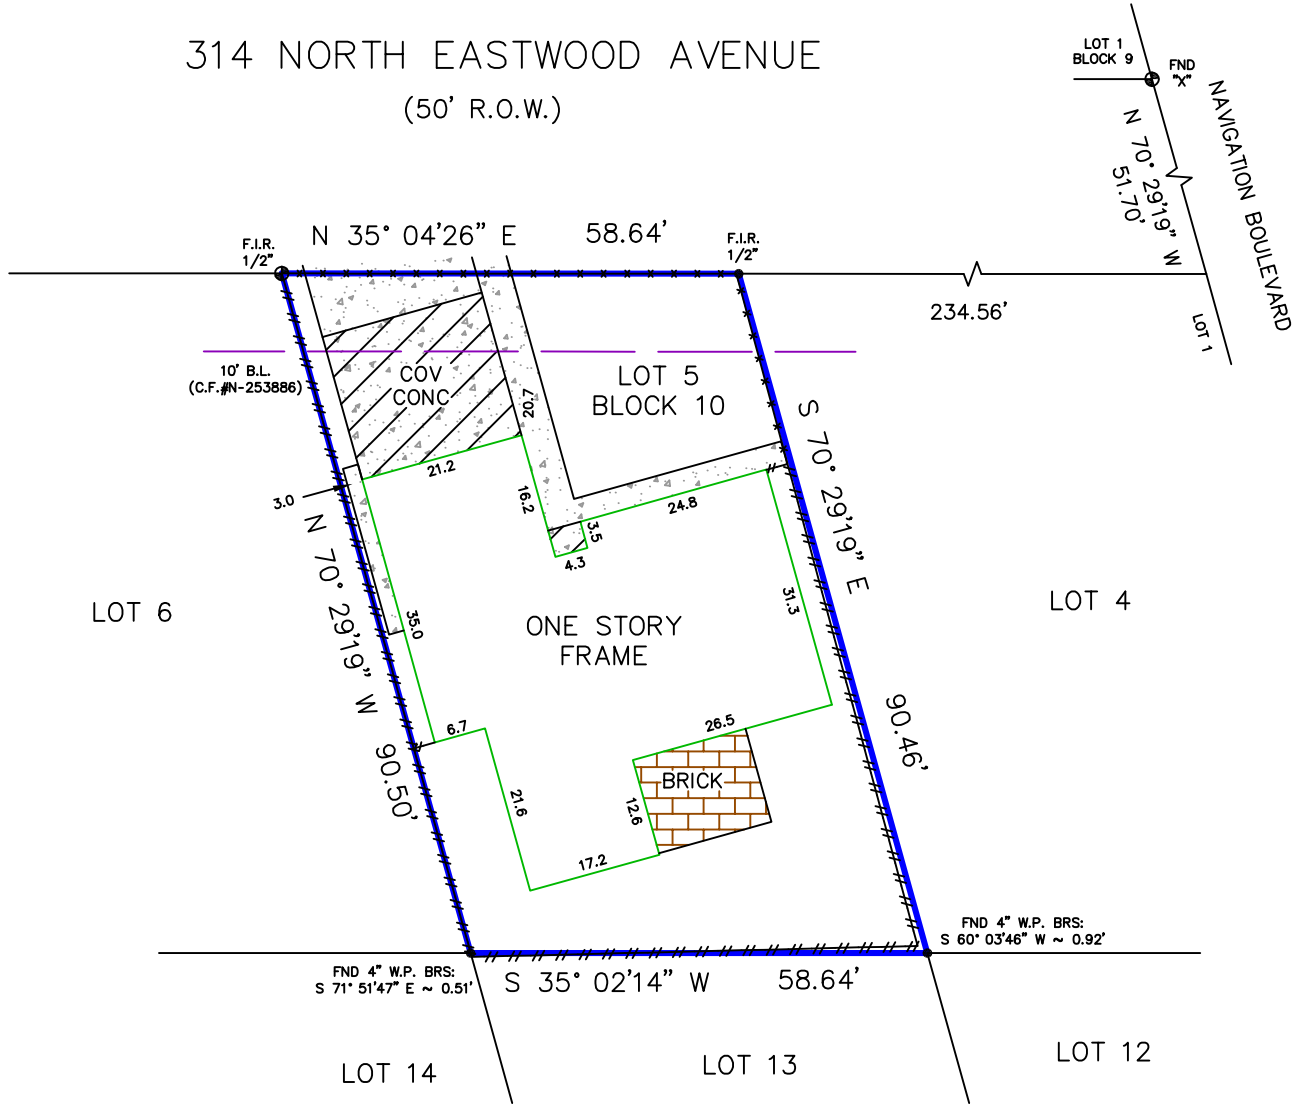 314 NORTH EASTWOOD AVENUE
(50' R.O.W.)
LOT 1
BLOCK 9
FND
"X"
NAVIGATION BOULEVARD
N 70° 29'19" W
51.70'
LOT 1
F.I.R.
1/2"
N 35° 04'26" E
58.64'
F.I.R.
1/2"
234.56'
10' B.L.
(C.F.#N-253886)
COV
CONC
LOT 5
BLOCK 10
20.7
21.2
16.2
24.8
3.5
4.3
3.0
N 70° 29'19" W
90.50'
S 70° 29'19" E
90.46'
LOT 6
LOT 4
35.0
31.3
ONE STORY
FRAME
6.7
26.5
BRICK
21.6
12.6
17.2
FND 4" W.P. BRS:
S 60° 03'46" W ~ 0.92'
FND 4" W.P. BRS:
S 71° 51'47" E ~ 0.51'
S 35° 02'14" W
58.64'
LOT 14
LOT 13
LOT 12